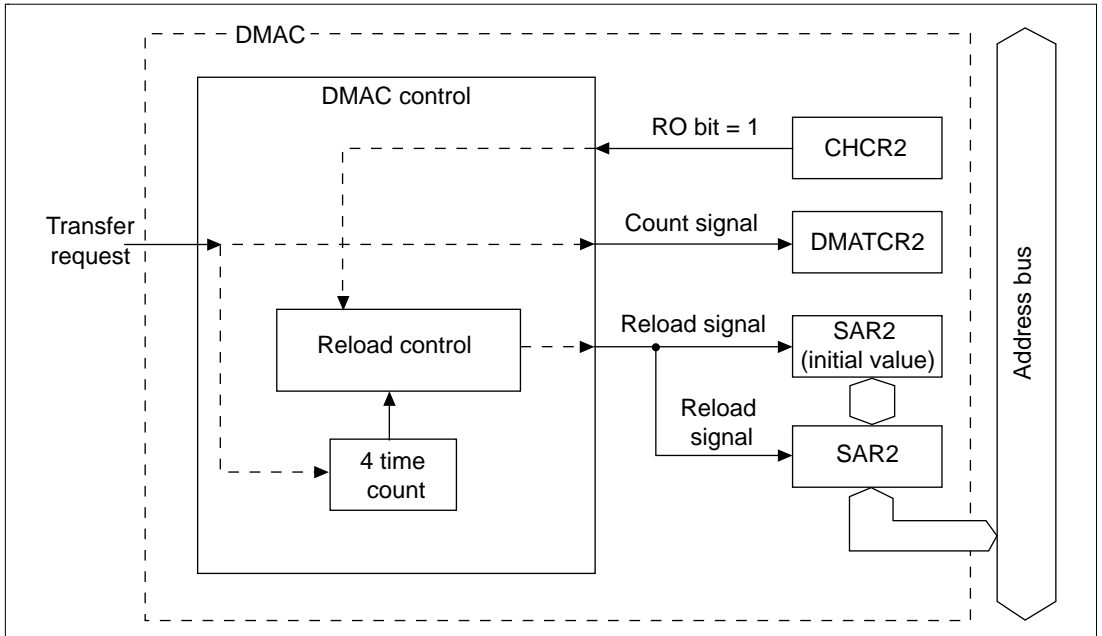 DMAC
DMAC control
RO bit = 1
CHCR2
Transfer
request
Count signal
DMATCR2
Reload control
Reload signal
SAR2
(initial value)
Reload
signal
SAR2
4 time
count
Address bus